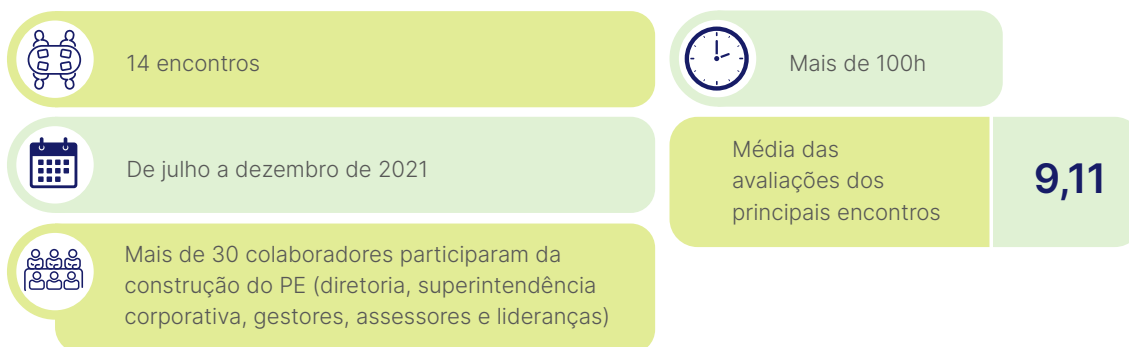 14 encontros
Mais de 100h
De julho a dezembro de 2021
Média das
avaliações dos
principais encontros
9,11
Mais de 30 colaboradores participaram da
construção do PE (diretoria, superintendência
corporativa, gestores, assessores e lideranças)